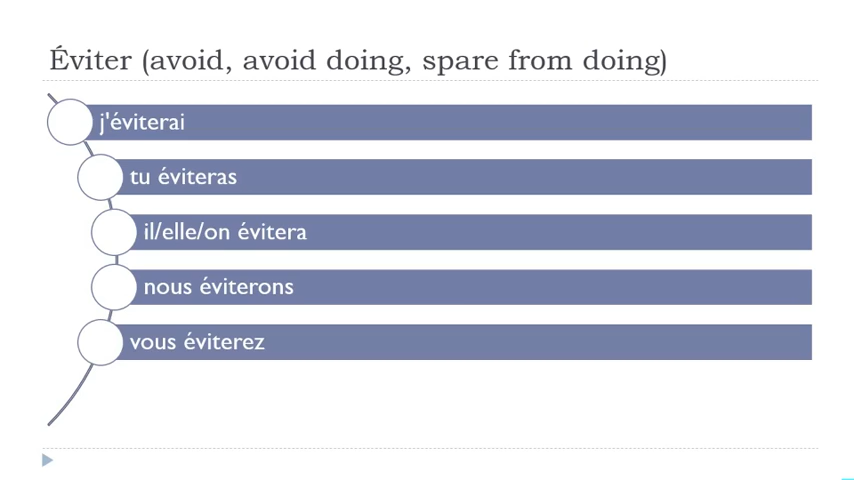 Éviter (avoid, avoid doing, spare from doing)
j'éviterai
tu éviteras
il/elle/on évitera
nous éviterons
vous éviterez